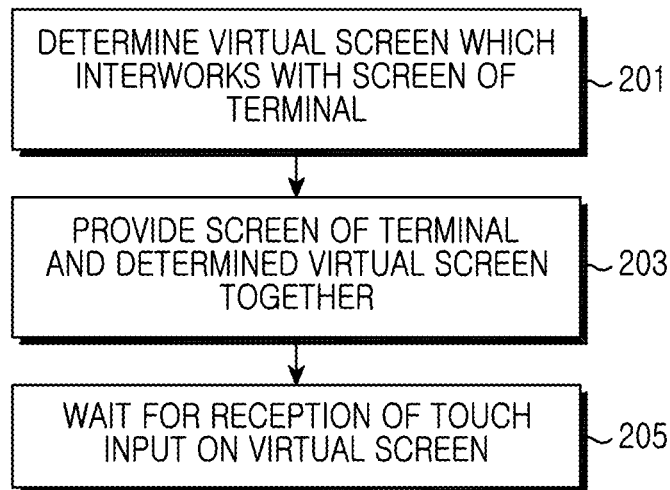 DETERMINE VIRTUAL SCREEN WHICH
INTERWORKS WITH SCREEN OF
TERMINAL
201
PROVIDE SCREEN OF TERMINAL
AND DETERMINED VIRTUAL SCREEN
TOGETHER
203
WAIT FOR RECEPTION OF TOUCH
INPUT ON VIRTUAL SCREEN
205